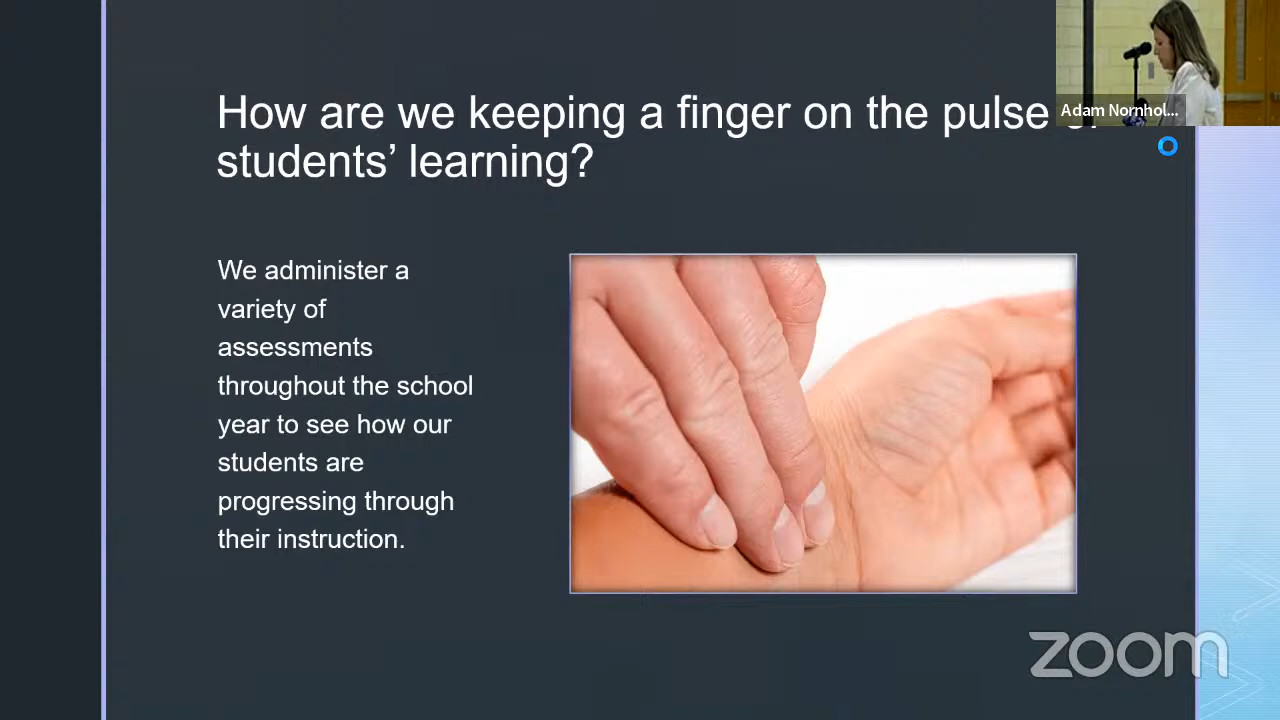 How are we keeping a finger on the pulse
students’ learning?
We administer a
variety of
assessments
throughout the school
year to see how our
students are
progressing through
their instruction.
Adam Nornhol...
zoom